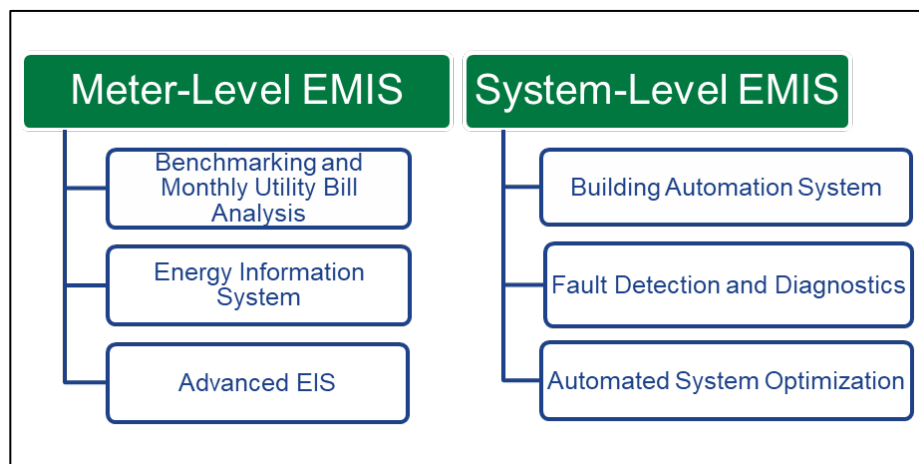 Meter-Level EMIS
Benchmarking and
Monthly Utility Bill
Analysis
Energy Information
System
Advanced EIS
System-Level EMIS
Building Automation System
Fault Detection and Diagnostics
Automated System Optimization